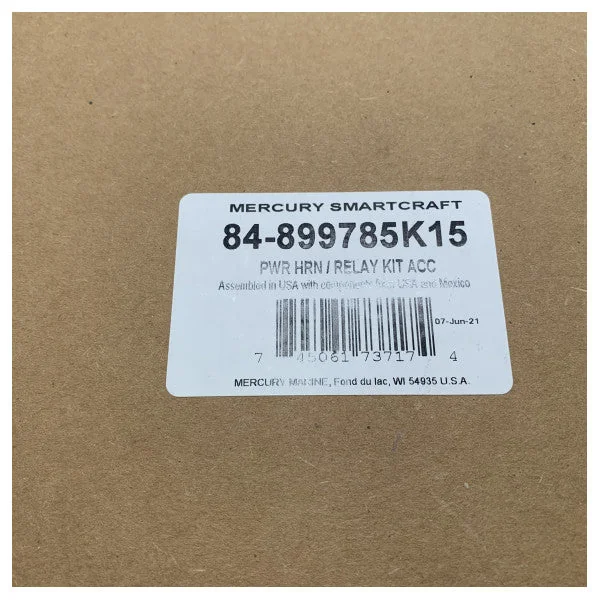 MERCURY SMARTCRAFT
84-899785K15
PWR HRN / RELAY KIT ACC
Assembled in USA with components from USA and Mexico
07-Jun-21
7 45061 73717 4
MERCURY MARINE, Fond du lac, WI 54935 U.S.A.